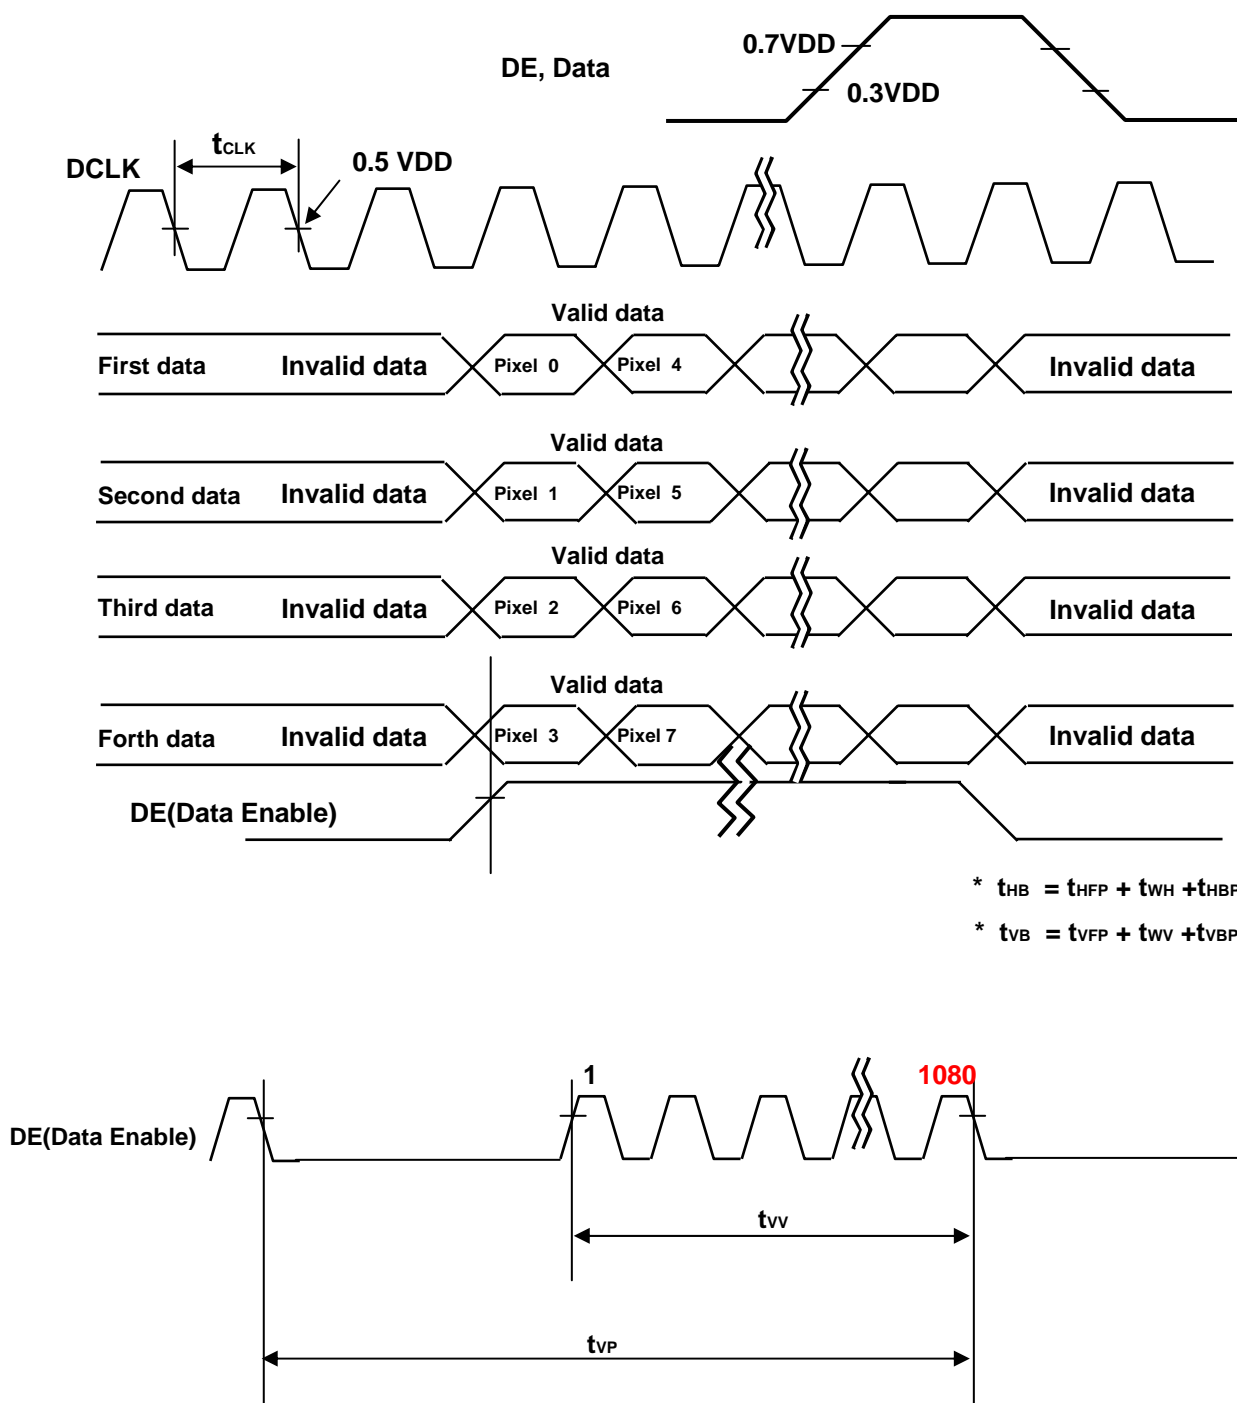 0.7VDD
DE, Data
0.3VDD
tCLK
0.5 VDD
DCLK
Valid data
First data Invalid data Pixel 0 Pixel 4 Invalid data
Valid data
Second data Invalid data Pixel 1 Pixel 5 Invalid data
Valid data
Third data Invalid data Pixel 2 Pixel 6 Invalid data
Valid data
Forth data Invalid data Pixel 3 Pixel 7 Invalid data
DE(Data Enable)
* tHB = tHFP + tWH +tHBP
* tVB = tVFP + tWV +tVBP
1 1080
DE(Data Enable)
tVV
tVP